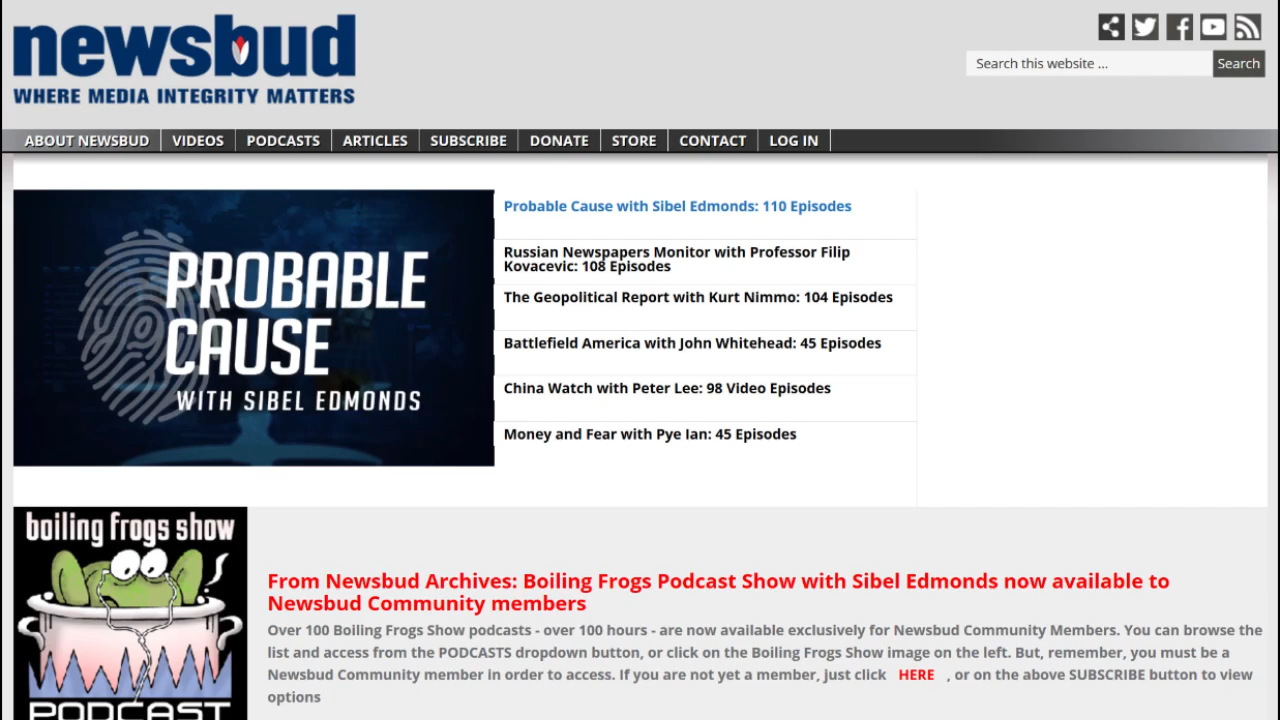 newsbud
WHERE MEDIA INTEGRITY MATTERS
Search this website ...
Search
ABOUT NEWSBUD
VIDEOS
PODCASTS
ARTICLES
SUBSCRIBE
DONATE
STORE
CONTACT
LOG IN
PROBABLE
CAUSE
WITH SIBEL EDMONDS
Probable Cause with Sibel Edmonds: 110 Episodes
Russian Newspapers Monitor with Professor Filip
Kovacevic: 108 Episodes
The Geopolitical Report with Kurt Nimmo: 104 Episodes
Battlefield America with John Whitehead: 45 Episodes
China Watch with Peter Lee: 98 Video Episodes
Money and Fear with Pye Ian: 45 Episodes
boiling frogs show
PODCAST
From Newsbud Archives: Boiling Frogs Podcast Show with Sibel Edmonds now available to
Newsbud Community members
Over 100 Boiling Frogs Show podcasts - over 100 hours - are now available exclusively for Newsbud Community Members. You can browse the
list and access from the PODCASTS dropdown button, or click on the Boiling Frogs Show image on the left. But, remember, you must be a
Newsbud Community member in order to access. If you are not yet a member, just click HERE , or on the above SUBSCRIBE button to view
options